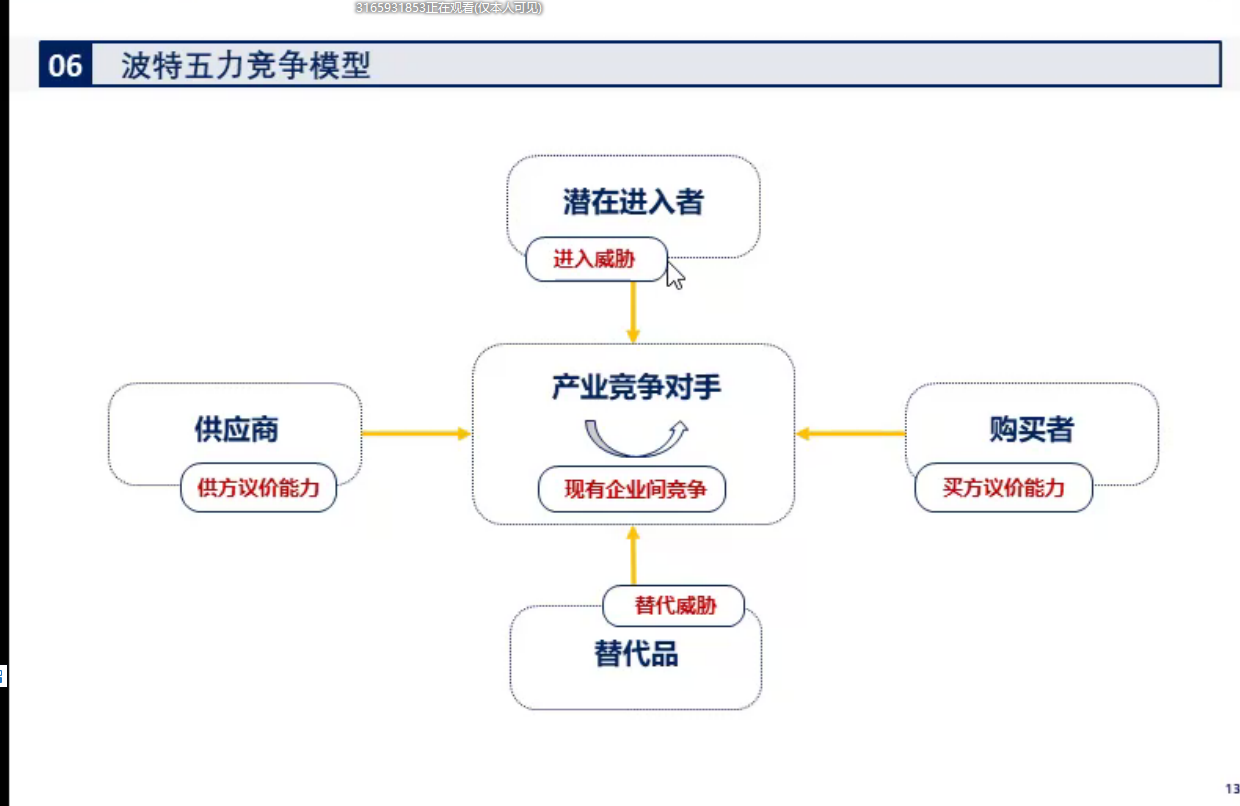 3165931853正在观看(仅本人可见)
06 波特五力竞争模型
潜在进入者
进入威胁
产业竞争对手
供应商
购买者
供方议价能力
现有企业间竞争
买方议价能力
替代威胁
替代品
13